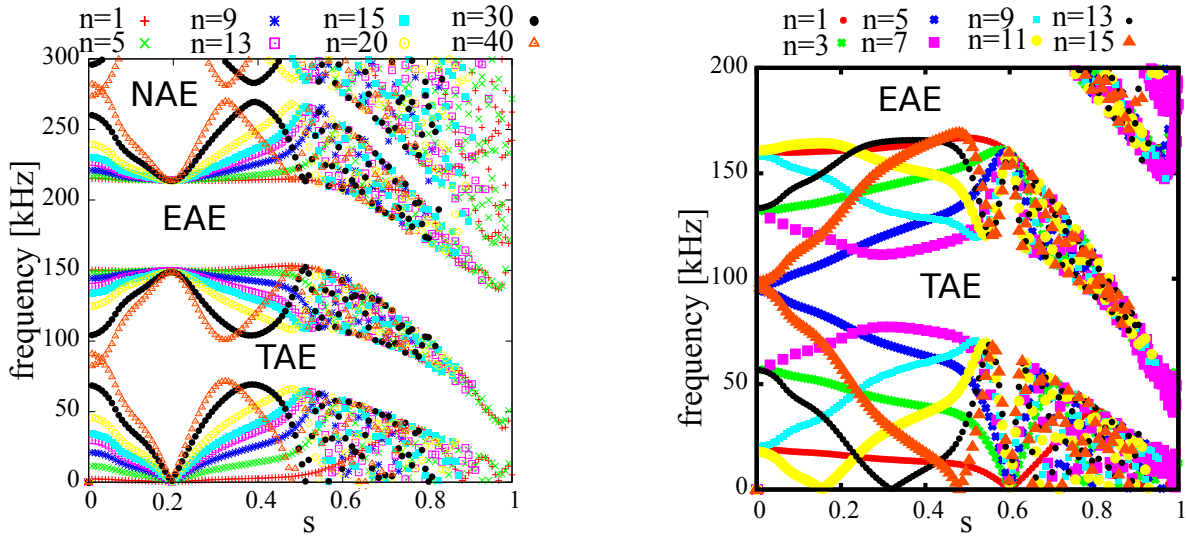 n=1 n=9 n=15 n=30
n=5 n=13 n=20 n=40
300
250
200
150
100
50
0
frequency [kHz]
NAE
EAE
TAE
0 0.2 0.4 0.6 0.8 1
s
n=1 n=5 n=9 n=13
n=3 n=7 n=11 n=15
200
150
100
50
0
frequency [kHz]
EAE
TAE
0 0.2 0.4 0.6 0.8 1
s